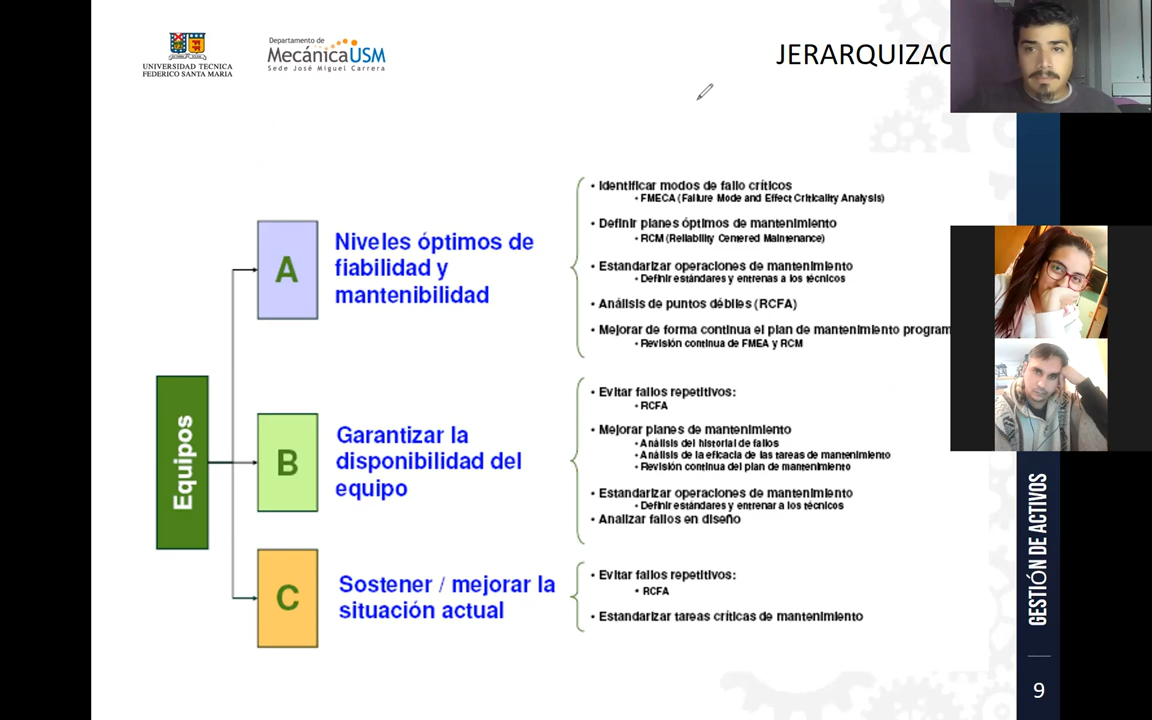 UNIVERSIDAD TECNICA
FEDERICO SANTA MARIA
Departamento de
MecánicaUSM
Sede José Miguel Carrera
JERARQUIZAC
A
Niveles óptimos de
fiabilidad y
mantenibilidad
• Identificar modos de fallo críticos
• FMECA (Failure Mode and Effect Criticality Analysis)
• Definir planes óptimos de mantenimiento
• RCM (Reliability Centered Maintenance)
• Estandarizar operaciones de mantenimiento
• Definir estándares y entrenas a los técnicos
• Análisis de puntos débiles (RCFA)
• Mejorar de forma continua el plan de mantenimiento program
• Revisión continua de FMEA y RCM
Equipos
B
Garantizar la
disponibilidad del
equipo
• Evitar fallos repetitivos:
• RCFA
• Mejorar planes de mantenimiento
• Análisis del historial de fallos
• Análisis de la eficacia de las tareas de mantenimiento
• Revisión continua del plan de mantenimiento
• Estandarizar operaciones de mantenimiento
• Definir estándares y entrenar a los técnicos
• Analizar fallos en diseño
C
Sostener / mejorar la
situación actual
• Evitar fallos repetitivos:
• RCFA
• Estandarizar tareas críticas de mantenimiento
GESTIÓN DE ACTIVOS
9